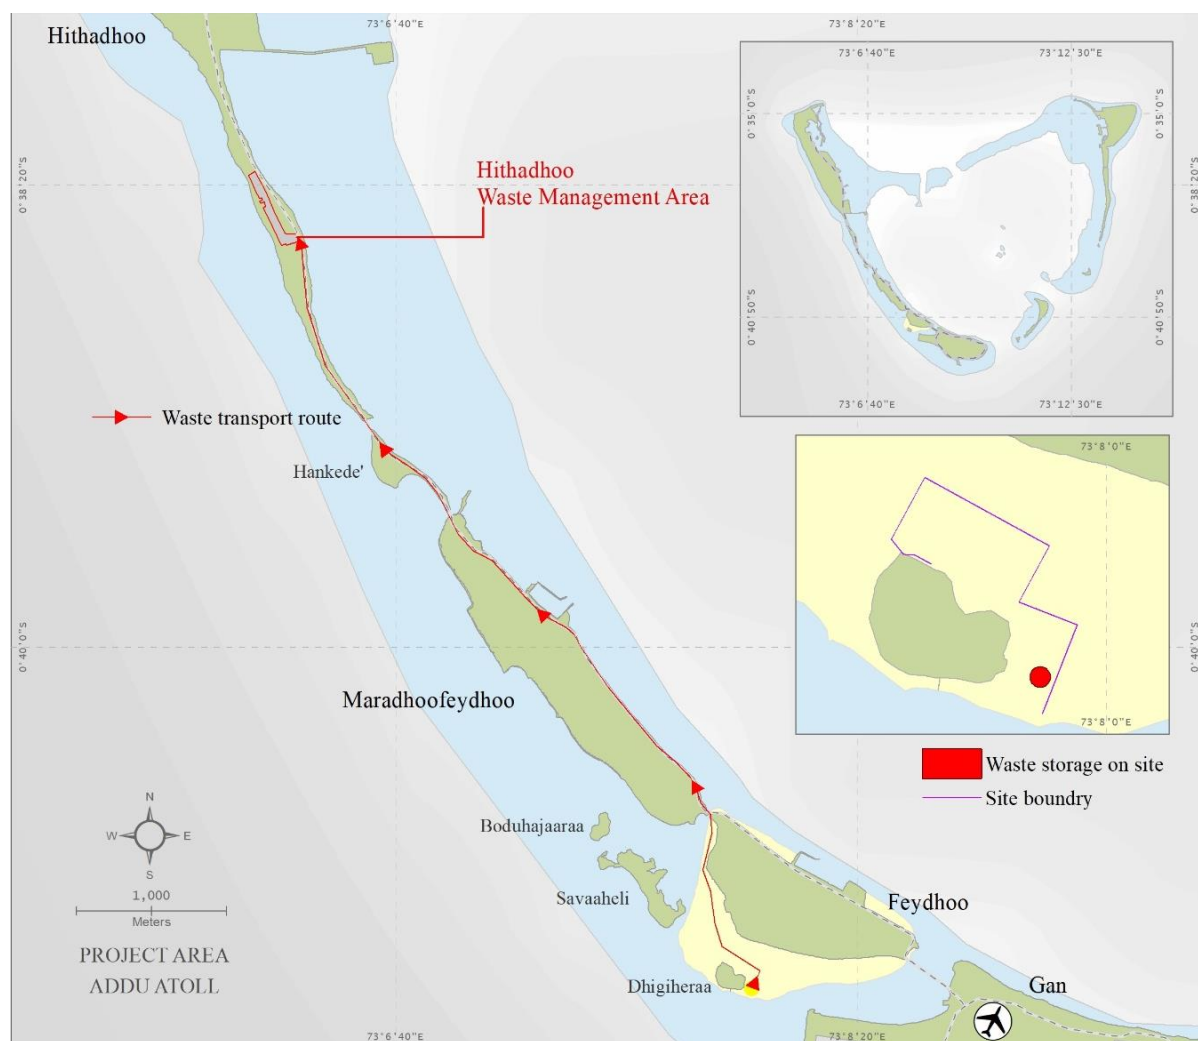 Hithadhoo
73°6'40"E
73°8'20"E
73°6'40"E
73°12'30"E
0°35'0"S
0°35'0"S
0°38'20"S
0°38'20"S
Hithadhoo
Waste Management Area
0°40'50"S
0°40'50"S
73°6'40"E
73°12'30"E
Waste transport route
Hankede'
73°8'0"E
0°40'0"S
0°40'0"S
Maradhoofeydhoo
73°8'0"E
Waste storage on site
Site boundry
N
W
E
S
1,000
Meters
PROJECT AREA
ADDU ATOLL
Boduhajaaraa
Savaaheli
Feydhoo
Dhigiheraa
Gan
73°6'40"E
73°8'20"E